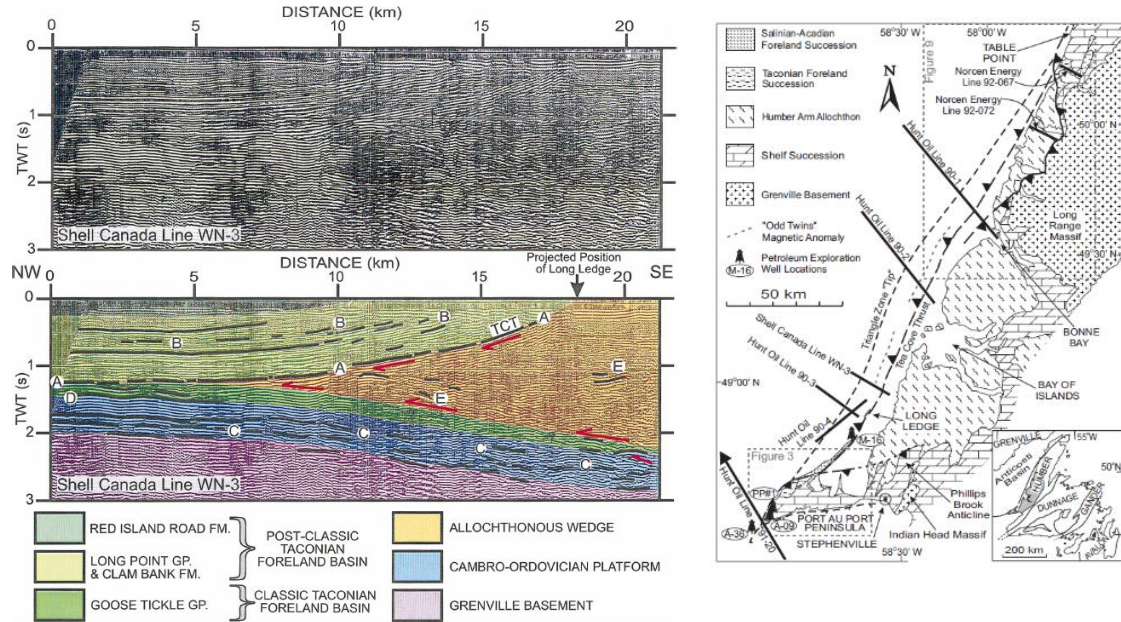 DISTANCE (km)
0 5 10 15 20
0
1
2
3
TWT (s)
Shell Canada Line WN-3
NW
DISTANCE (km)
Projected Position
of Long Ledge
SE
0 5 10 15 20
0
1
2
3
TWT (s)
B
B
B
TCT
A
A
A
D
E
E
C
C
C
C
Shell Canada Line WN-3
RED ISLAND ROAD FM.
LONG POINT GP.
& CLAM BANK FM.
GOOSE TICKLE GP.
POST-CLASSIC
TACONIAN
FORELAND BASIN
CLASSIC TACONIAN
FORELAND BASIN
ALLOCHTHONOUS WEDGE
CAMBRO-ORDOVICIAN PLATFORM
GRENVILLE BASEMENT
Salinian-Acadian
Foreland Succession
Taconian Foreland
Succession
Humber Arm Allochthon
Shelf Succession
Grenville Basement
"Odd Twins"
Magnetic Anomaly
Petroleum Exploration
Well Locations
M-16
50 km
58°30' W
58°00' W
Figure 9
N
TABLE
POINT
Norcen Energy
Line 92-067
Norcen Energy
Line 92-072
50°00' N
Hunt Oil Line 90-1
Long
Range
Massif
Hunt Oil Line 90-2
49°30' N
Triangle Zone "Tip"
Tea Cove Thrust
BONNE
BAY
Shell Canada Line WN-3
Hunt Oil Line 90-3
49°00' N
BAY OF
ISLANDS
LONG
LEDGE
Hunt Oil
Line 90-4
M-16
Figure 3
Hunt Oil Line
91-20
PP#1
A-36
A-09
PORT AU PORT
PENINSULA
STEPHENVILLE
58°30' W
Phillips
Brook
Anticline
Indian Head Massif
GRENVILLE
55°W
Anticosti
Basin
50°N
HUMBER
DUNNAGE
GANDER
200 km